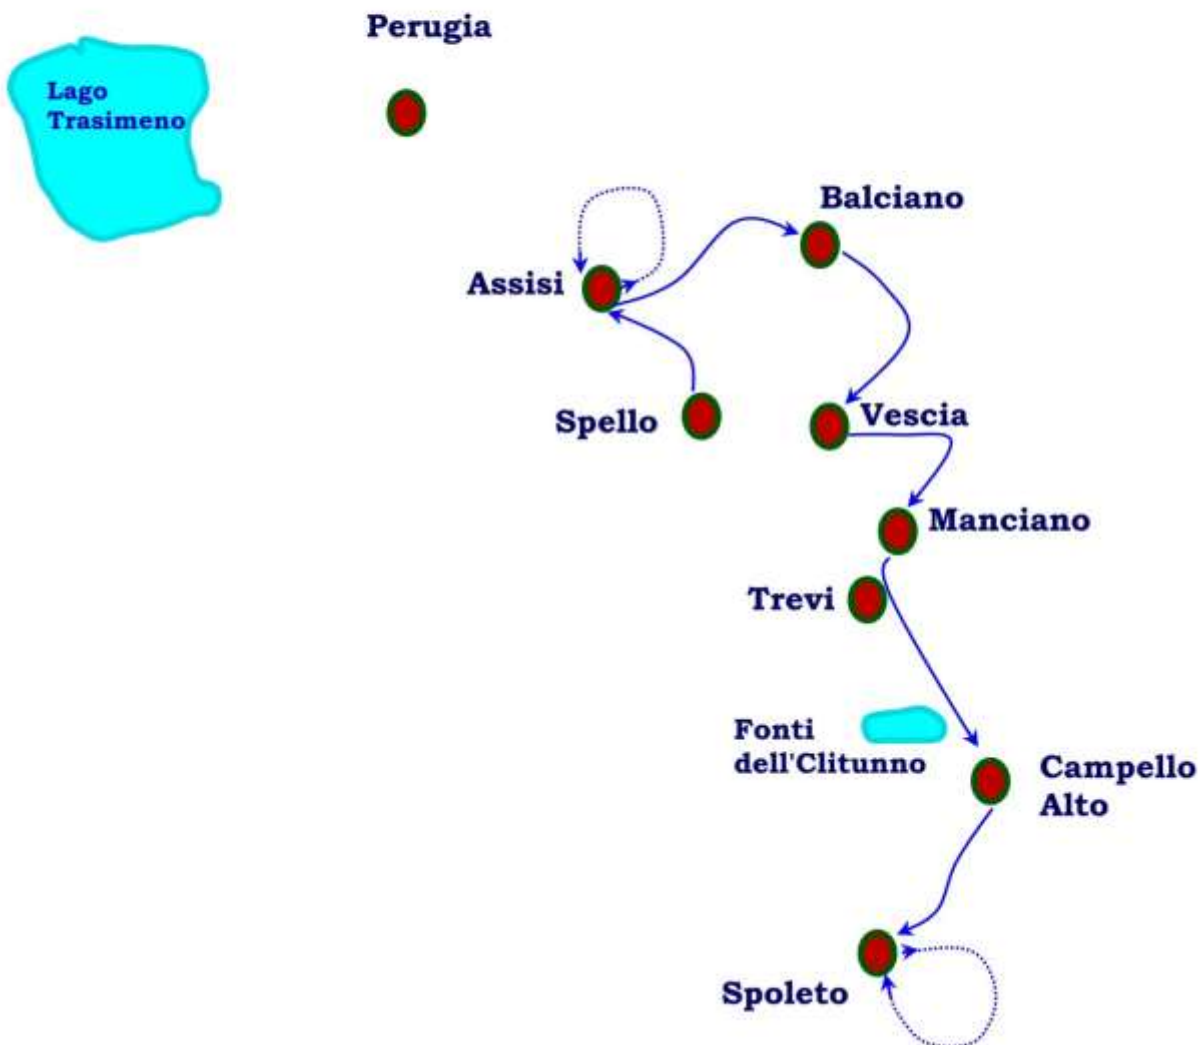 Perugia
Lago
Trasimeno
Balciano
Assisi
Spello
Vescia
Manciano
Trevi
Fonti
dell'Clitunno
Campello
Alto
Spoleto